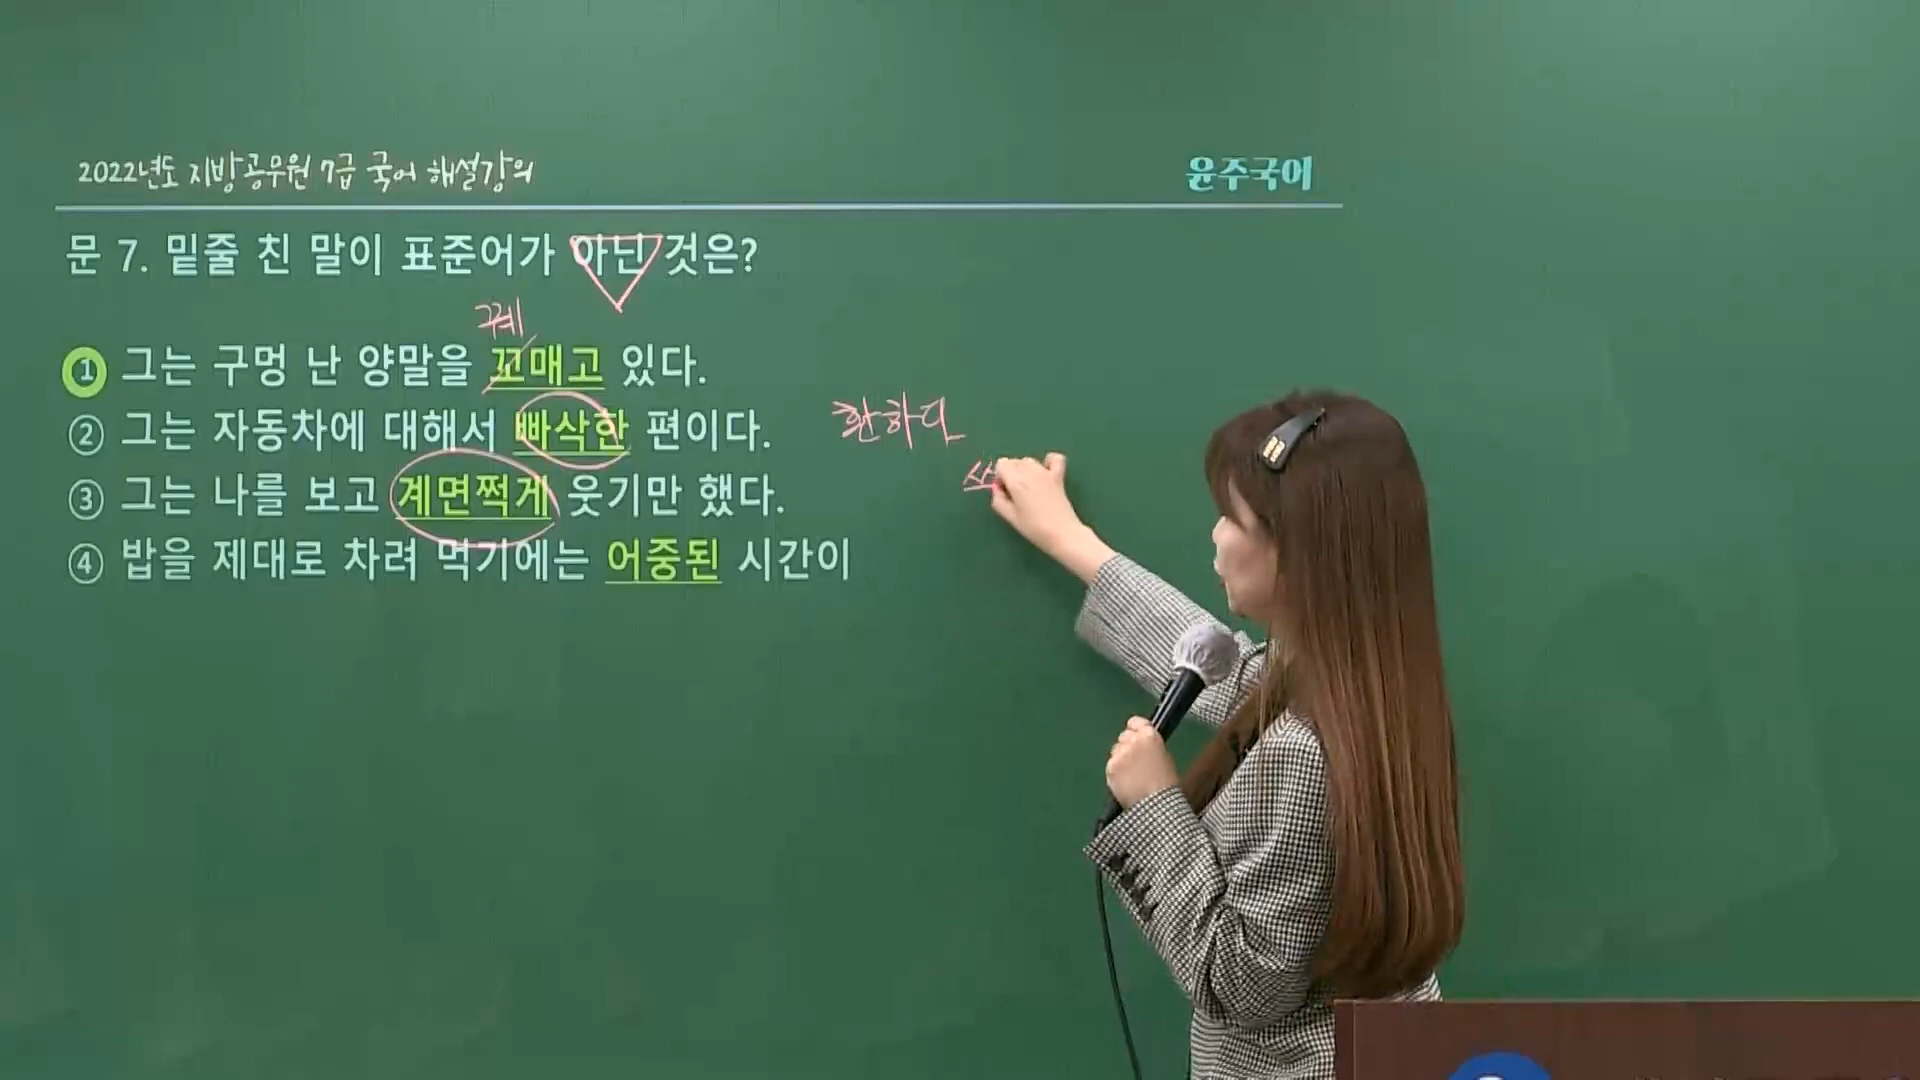 2022년도 지방공무원 7급 국어 해설강의
윤주국어
문 7. 밑줄 친 말이 표준어가 아닌 것은?
① 그는 구멍 난 양말을 꼬매고 있다.
② 그는 자동차에 대해서 빠삭한 편이다.
환하다
③ 그는 나를 보고 계면쩍게 웃기만 했다.
④ 밥을 제대로 차려 먹기에는 어중된 시간이